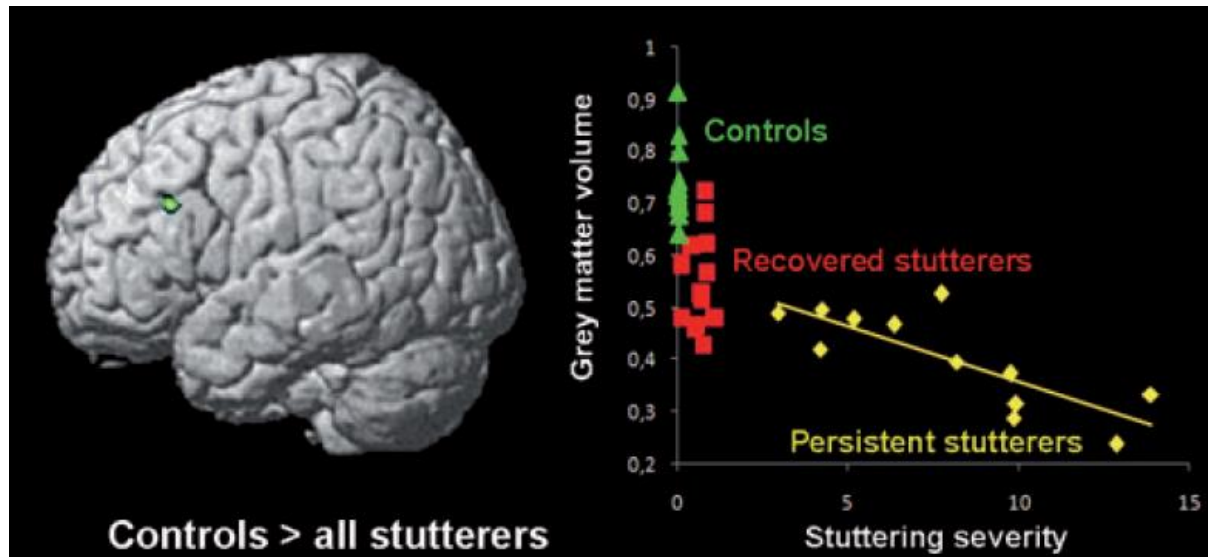 Controls > all stutterers
Grey matter volume
1
0,9
0,8
0,7
0,6
0,5
0,4
0,3
0,2
Controls
Recovered stutterers
Persistent stutterers
0
5
10
15
Stuttering severity